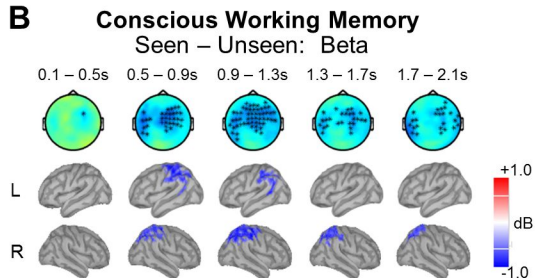 B
Conscious Working Memory
Seen – Unseen: Beta
0.1 – 0.5s 0.5 – 0.9s 0.9 – 1.3s 1.3 – 1.7s 1.7 – 2.1s
L
R
+1.0
dB
-1.0